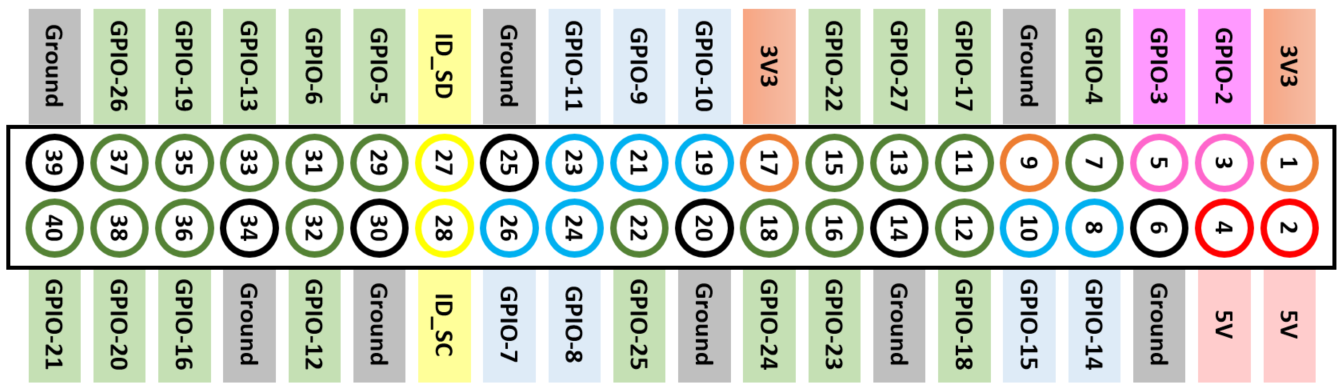 Ground
GPIO-26
GPIO-19
GPIO-13
GPIO-6
GPIO-5
ID_SD
Ground
GPIO-11
GPIO-9
GPIO-10
3V3
GPIO-22
GPIO-27
GPIO-17
Ground
GPIO-4
GPIO-3
GPIO-2
3V3
39
37
35
33
31
29
27
25
23
21
19
17
15
13
11
9
7
5
3
1
40
38
36
34
32
30
28
26
24
22
20
18
16
14
12
10
8
6
4
2
GPIO-21
GPIO-20
GPIO-16
Ground
GPIO-12
Ground
ID_SC
GPIO-7
GPIO-8
GPIO-25
Ground
GPIO-24
GPIO-23
Ground
GPIO-18
GPIO-15
GPIO-14
Ground
5V
5V